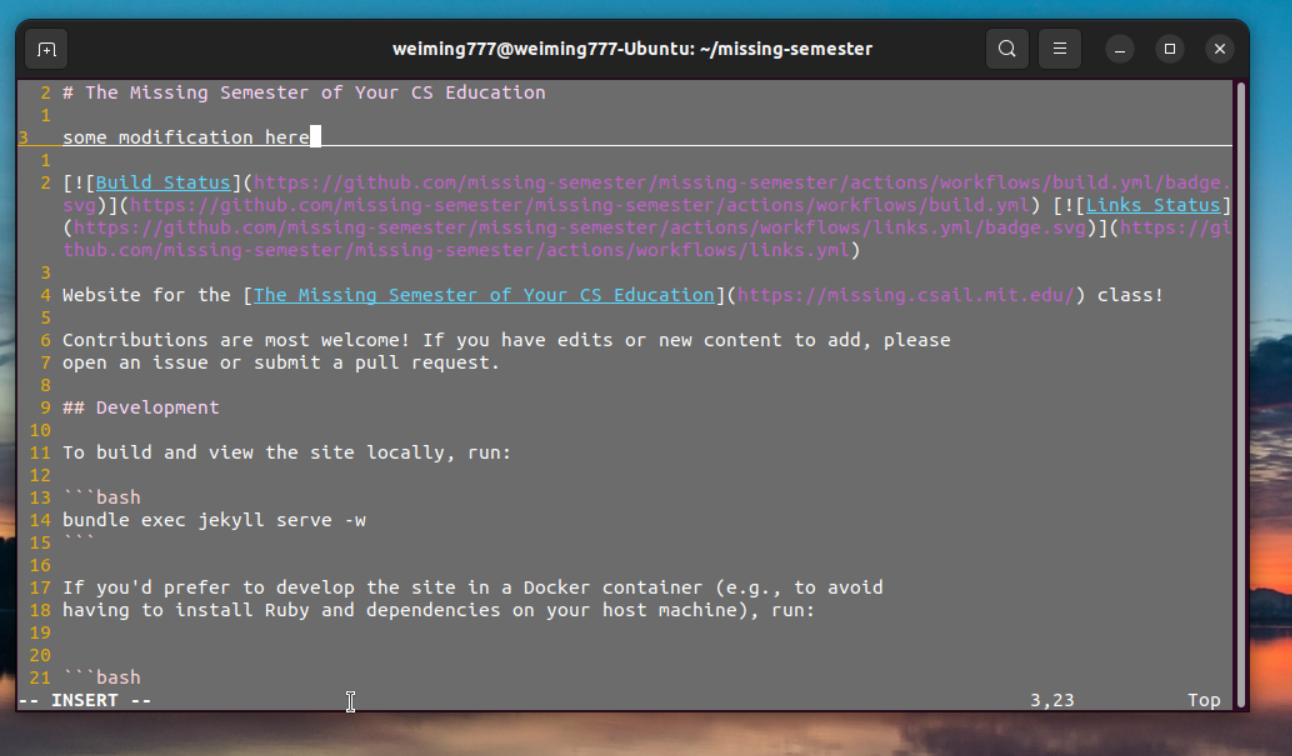 weiming777@weiming777-Ubuntu: ~/missing-semester
2 # The Missing Semester of Your CS Education
1
3 some modification here
1
2 [![Build Status](https://github.com/missing-semester/missing-semester/actions/workflows/build.yml/badge.
svg)](https://github.com/missing-semester/missing-semester/actions/workflows/build.yml) [![Links Status]
(https://github.com/missing-semester/missing-semester/actions/workflows/links.yml/badge.svg)](https://gi
thub.com/missing-semester/missing-semester/actions/workflows/links.yml)
3
4 Website for the [The Missing Semester of Your CS Education](https://missing.csail.mit.edu/) class!
5
6 Contributions are most welcome! If you have edits or new content to add, please
7 open an issue or submit a pull request.
8
9 ## Development
10
11 To build and view the site locally, run:
12
13 ```bash
14 bundle exec jekyll serve -w
15 ```
16
17 If you'd prefer to develop the site in a Docker container (e.g., to avoid
18 having to install Ruby and dependencies on your host machine), run:
19
20
21 ```bash
-- INSERT -- 3,23 Top